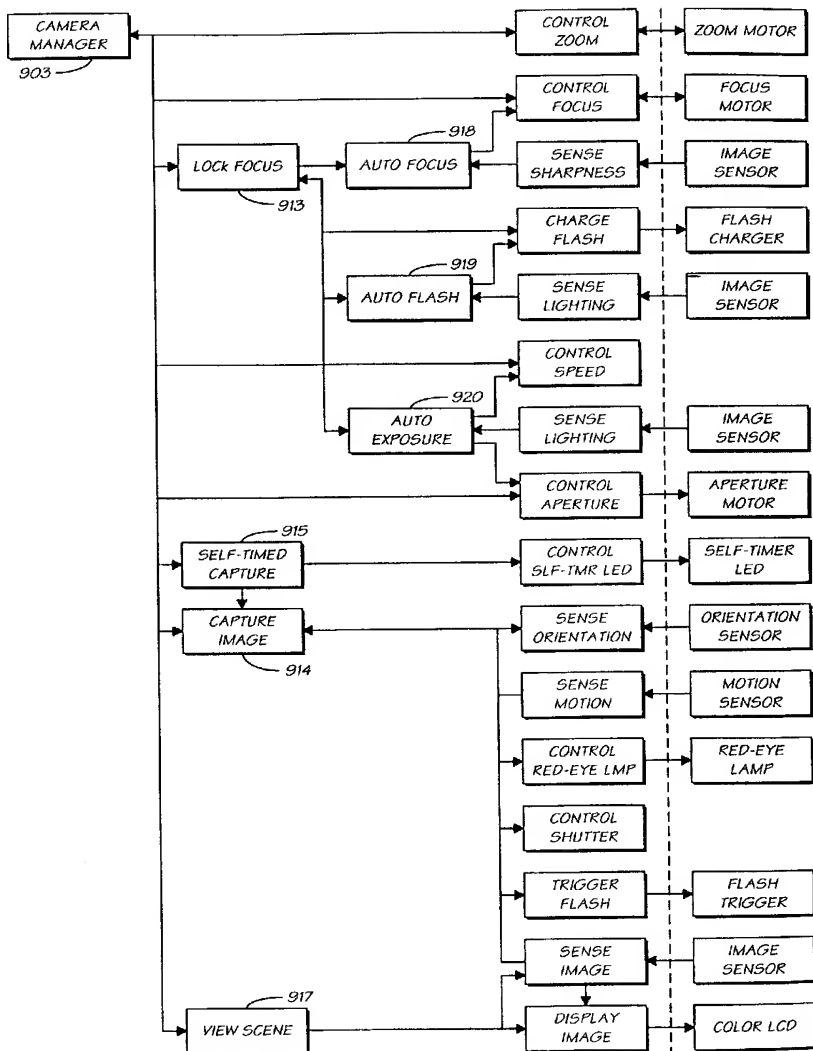 CAMERA
MANAGER
903
CONTROL
ZOOM
ZOOM MOTOR
CONTROL
FOCUS
FOCUS
MOTOR
918
LOCK FOCUS
913
AUTO FOCUS
SENSE
SHARPNESS
IMAGE
SENSOR
CHARGE
FLASH
FLASH
CHARGER
919
AUTO FLASH
SENSE
LIGHTING
IMAGE
SENSOR
CONTROL
SPEED
920
AUTO
EXPOSURE
SENSE
LIGHTING
IMAGE
SENSOR
CONTROL
APERTURE
APERTURE
MOTOR
915
SELF-TIMED
CAPTURE
CONTROL
SLF-TMR LED
SELF-TIMER
LED
CAPTURE
IMAGE
914
SENSE
ORIENTATION
ORIENTATION
SENSOR
SENSE
MOTION
MOTION
SENSOR
CONTROL
RED-EYE LMP
RED-EYE
LAMP
CONTROL
SHUTTER
TRIGGER
FLASH
FLASH
TRIGGER
SENSE
IMAGE
IMAGE
SENSOR
917
VIEW SCENE
DISPLAY
IMAGE
COLOR LCD